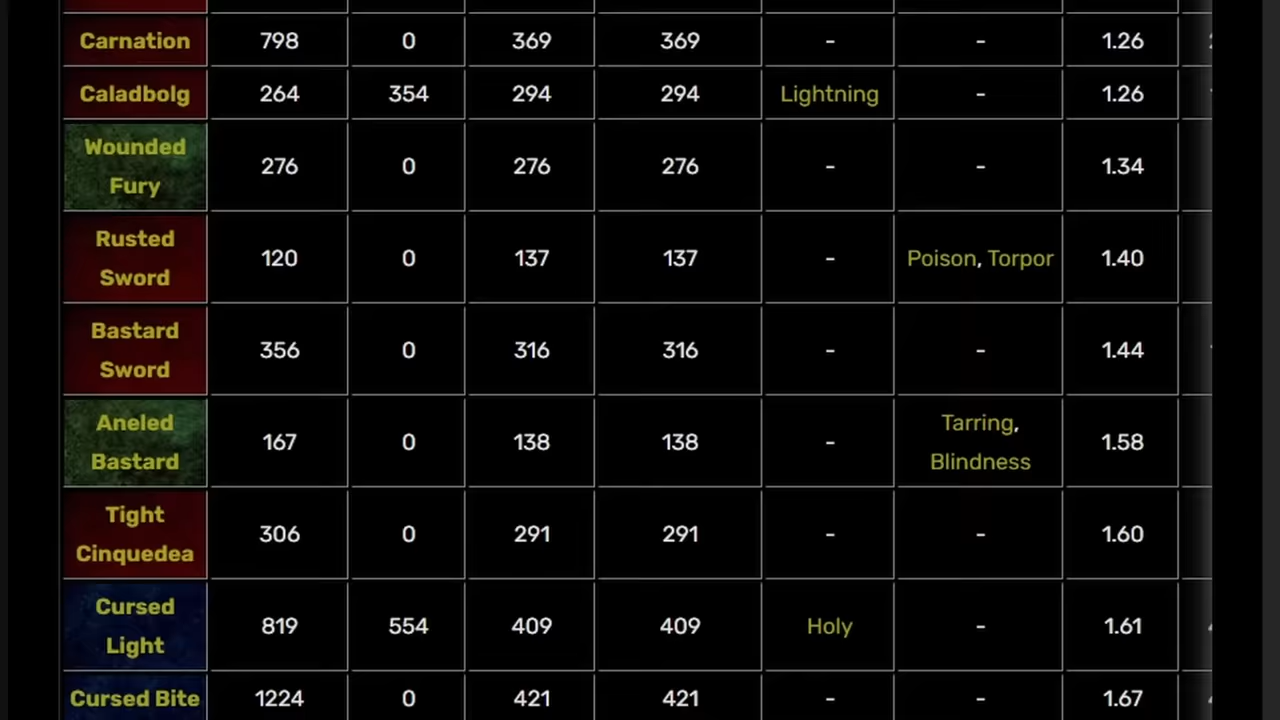 Carnation 798 0 369 369 - - 1.26
Caladbolg 264 354 294 294 Lightning - 1.26
Wounded
Fury 276 0 276 276 - - 1.34
Rusted
Sword 120 0 137 137 - Poison, Torpor 1.40
Bastard
Sword 356 0 316 316 - - 1.44
Aneled
Bastard 167 0 138 138 - Tarring,
Blindness 1.58
Tight
Cinquedea 306 0 291 291 - - 1.60
Cursed
Light 819 554 409 409 Holy - 1.61
Cursed Bite 1224 0 421 421 - - 1.67